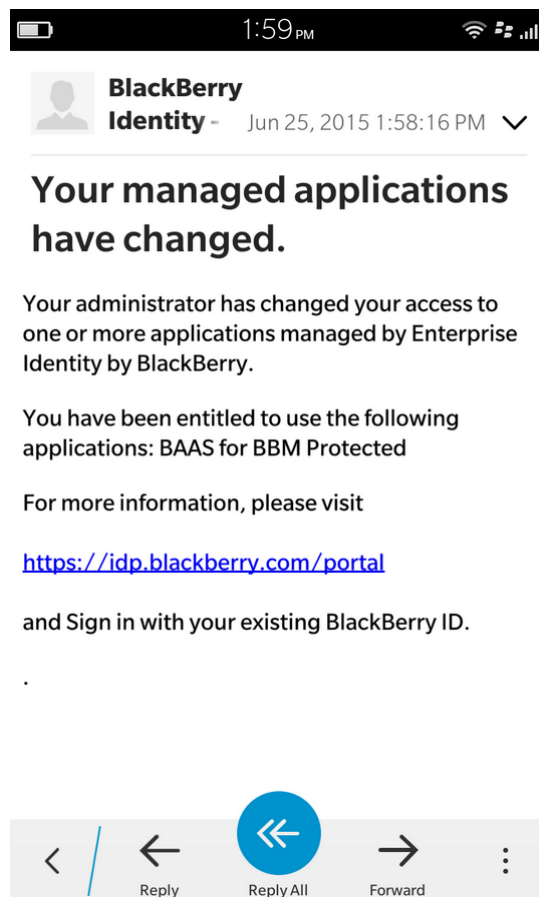 1:59 PM
BlackBerry
Identity - Jun 25, 2015 1:58:16 PM
Your managed applications
have changed.
Your administrator has changed your access to
one or more applications managed by Enterprise
Identity by BlackBerry.
You have been entitled to use the following
applications: BAAS for BBM Protected
For more information, please visit
https://idp.blackberry.com/portal
and Sign in with your existing BlackBerry ID.
.
Reply Reply All Forward